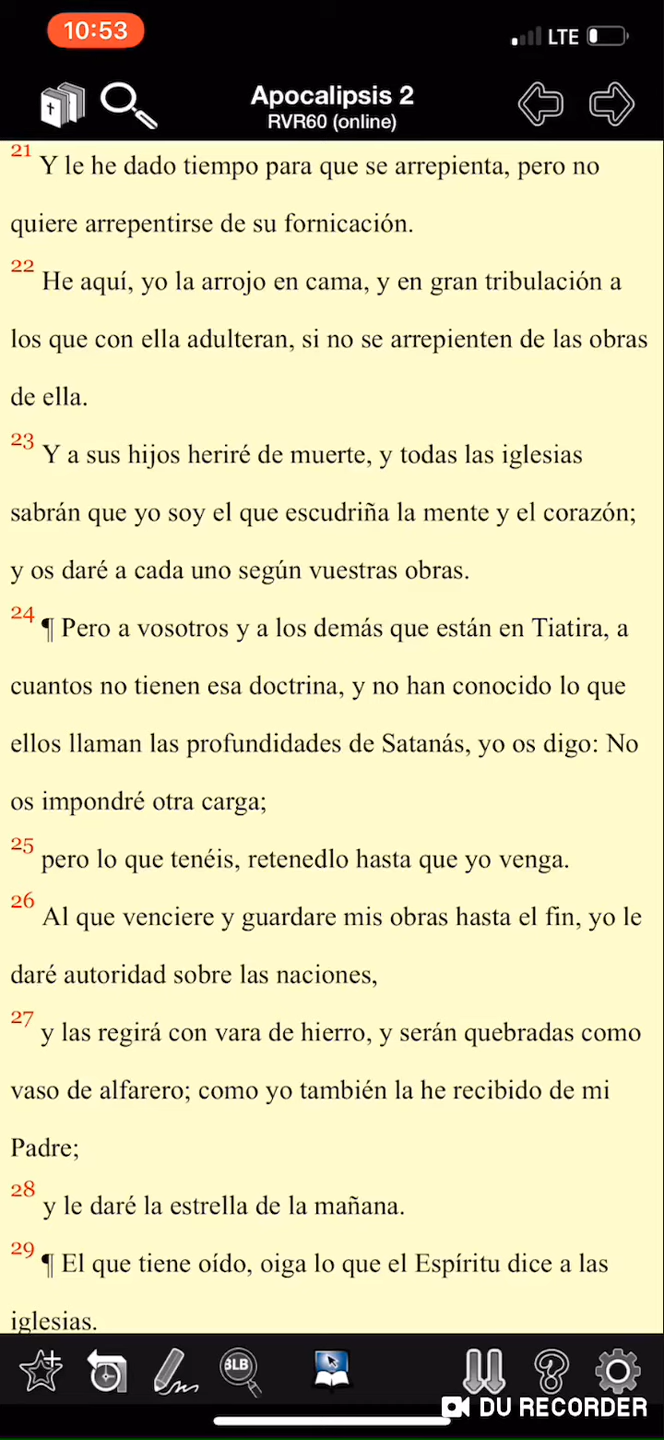 10:53
LTE
Apocalipsis 2
RVR60 (online)
21 Y le he dado tiempo para que se arrepienta, pero no
quiere arrepentirse de su fornicación.
22 He aquí, yo la arrojo en cama, y en gran tribulación a
los que con ella adulteran, si no se arrepienten de las obras
de ella.
23 Y a sus hijos heriré de muerte, y todas las iglesias
sabrán que yo soy el que escudriña la mente y el corazón;
y os daré a cada uno según vuestras obras.
24 ¶ Pero a vosotros y a los demás que están en Tiatira, a
cuantos no tienen esa doctrina, y no han conocido lo que
ellos llaman las profundidades de Satanás, yo os digo: No
os impondré otra carga;
25 pero lo que tenéis, retenedlo hasta que yo venga.
26 Al que venciere y guardare mis obras hasta el fin, yo le
daré autoridad sobre las naciones,
27 y las regirá con vara de hierro, y serán quebradas como
vaso de alfarero; como yo también la he recibido de mi
Padre;
28 y le daré la estrella de la mañana.
29 ¶ El que tiene oído, oiga lo que el Espíritu dice a las
iglesias.
BLB
DU RECORDER